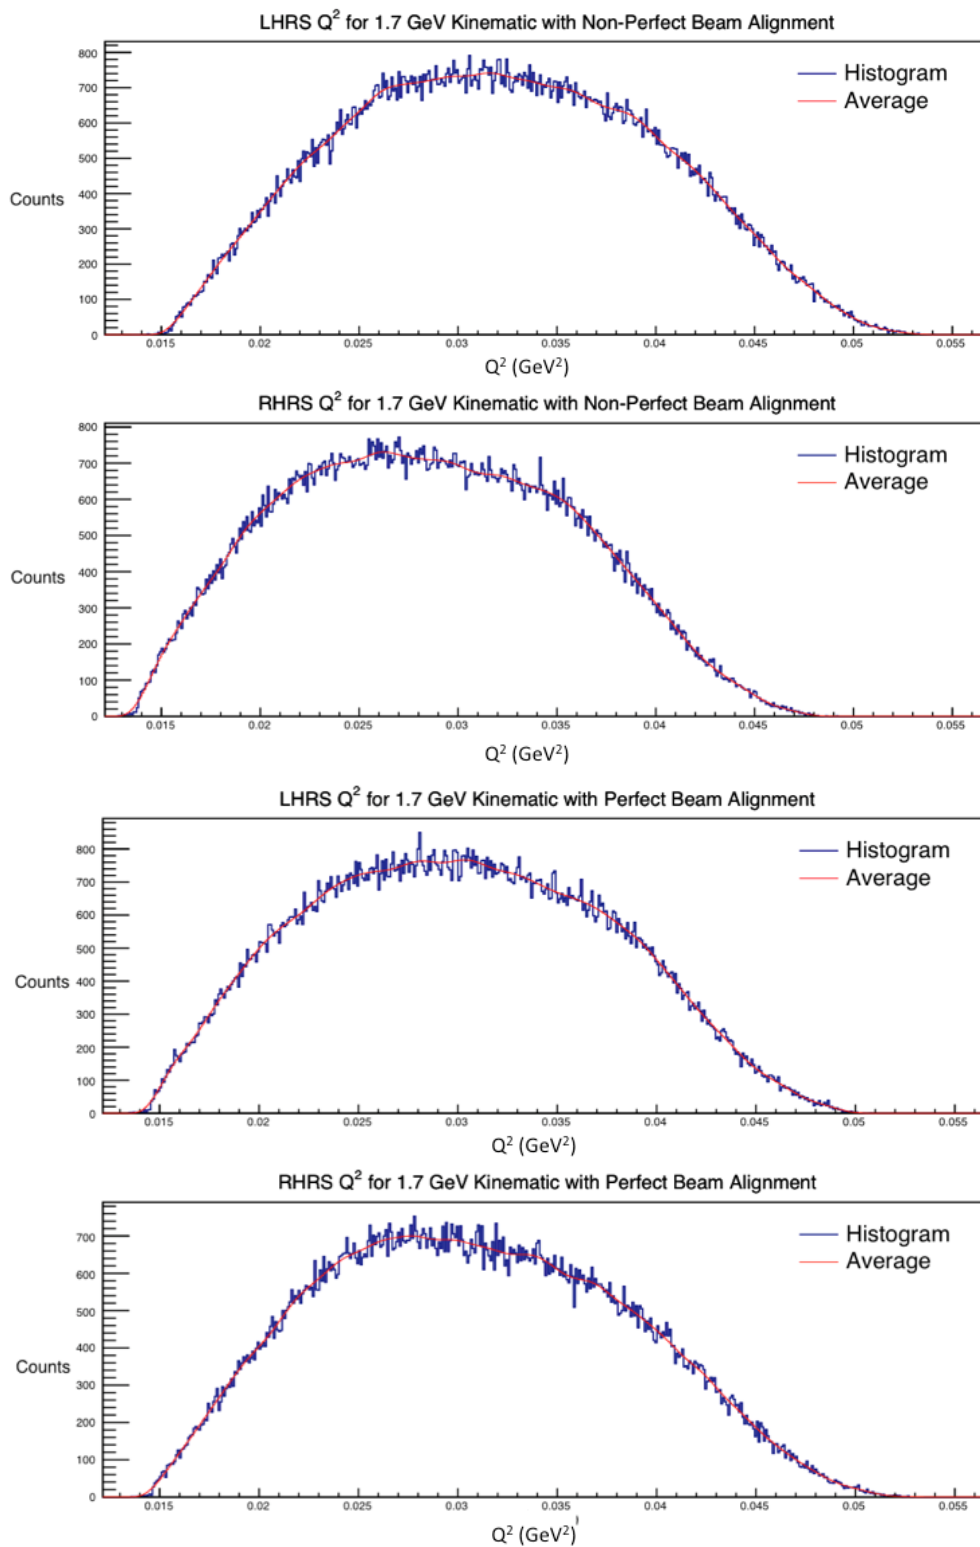 LHRS Q² for 1.7 GeV Kinematic with Non-Perfect Beam Alignment
800
700
600
500
400
300
200
100
0
Counts
Histogram
Average
0.015 0.02 0.025 0.03 0.035 0.04 0.045 0.05 0.055
Q² (GeV²)
RHRS Q² for 1.7 GeV Kinematic with Non-Perfect Beam Alignment
800
700
600
500
400
300
200
100
0
Counts
Histogram
Average
0.015 0.02 0.025 0.03 0.035 0.04 0.045 0.05 0.055
Q² (GeV²)
LHRS Q² for 1.7 GeV Kinematic with Perfect Beam Alignment
800
700
600
500
400
300
200
100
0
Counts
Histogram
Average
0.015 0.02 0.025 0.03 0.035 0.04 0.045 0.05 0.055
Q² (GeV²)
RHRS Q² for 1.7 GeV Kinematic with Perfect Beam Alignment
700
600
500
400
300
200
100
0
Counts
Histogram
Average
0.015 0.02 0.025 0.03 0.035 0.04 0.045 0.05 0.055
Q² (GeV²)